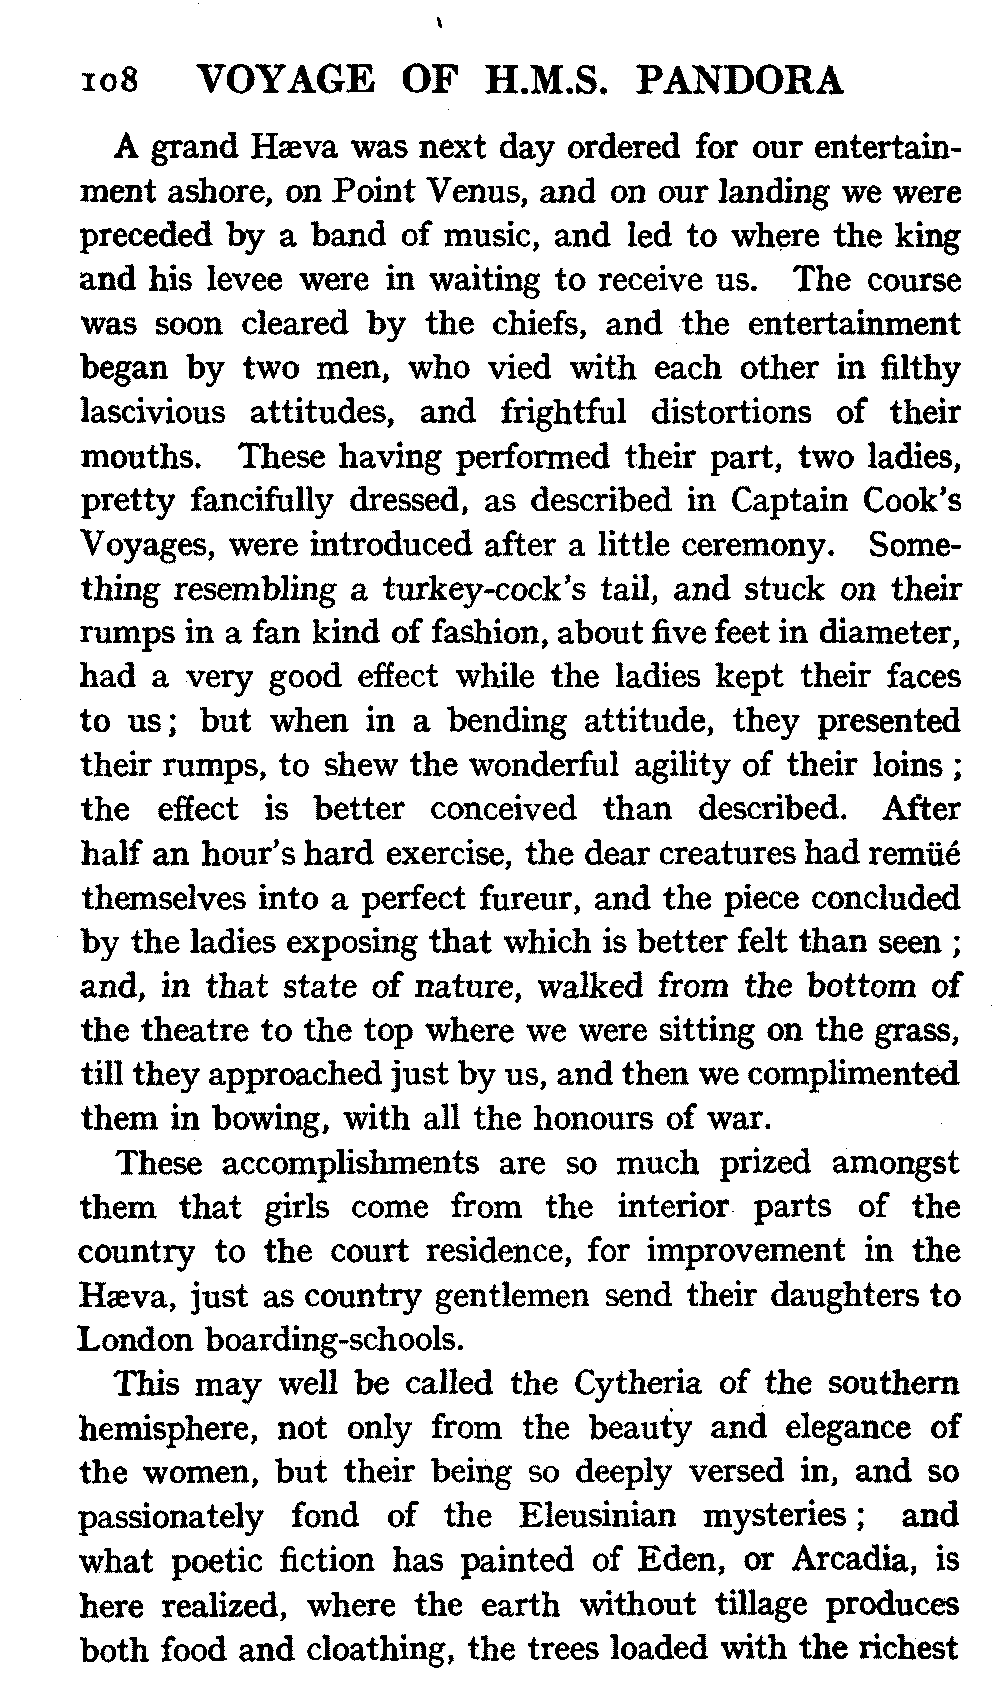 108 VOYAGE OF H.M.S. PANDORA
A grand Hæva was next day ordered for our entertain-
ment ashore, on Point Venus, and on our landing we were
preceded by a band of music, and led to where the king
and his levee were in waiting to receive us. The course
was soon cleared by the chiefs, and the entertainment
began by two men, who vied with each other in filthy
lascivious attitudes, and frightful distortions of their
mouths. These having performed their part, two ladies,
pretty fancifully dressed, as described in Captain Cook's
Voyages, were introduced after a little ceremony. Some-
thing resembling a turkey-cock's tail, and stuck on their
rumps in a fan kind of fashion, about five feet in diameter,
had a very good effect while the ladies kept their faces
to us; but when in a bending attitude, they presented
their rumps, to shew the wonderful agility of their loins ;
the effect is better conceived than described. After
half an hour's hard exercise, the dear creatures had remüé
themselves into a perfect fureur, and the piece concluded
by the ladies exposing that which is better felt than seen ;
and, in that state of nature, walked from the bottom of
the theatre to the top where we were sitting on the grass,
till they approached just by us, and then we complimented
them in bowing, with all the honours of war.
These accomplishments are so much prized amongst
them that girls come from the interior parts of the
country to the court residence, for improvement in the
Hæva, just as country gentlemen send their daughters to
London boarding-schools.
This may well be called the Cytheria of the southern
hemisphere, not only from the beauty and elegance of
the women, but their being so deeply versed in, and so
passionately fond of the Eleusinian mysteries ; and
what poetic fiction has painted of Eden, or Arcadia, is
here realized, where the earth without tillage produces
both food and cloathing, the trees loaded with the richest